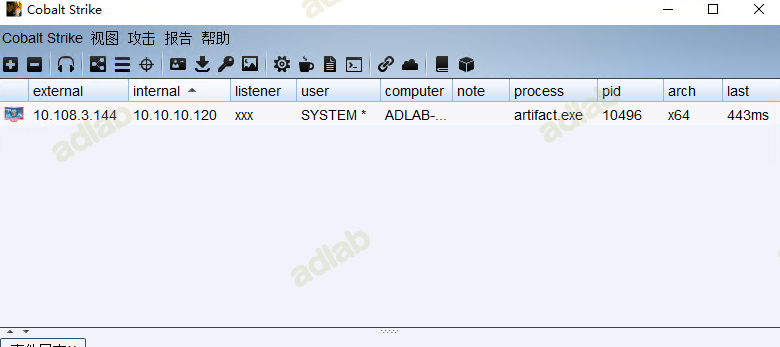 Cobalt Strike
Cobalt Strike 视图 攻击 报告 帮助
external internal listener user computer note process pid arch last
10.108.3.144 10.10.10.120 xxx SYSTEM * ADLAB-... artifact.exe 10496 x64 443ms
adlab
adlab
adlab